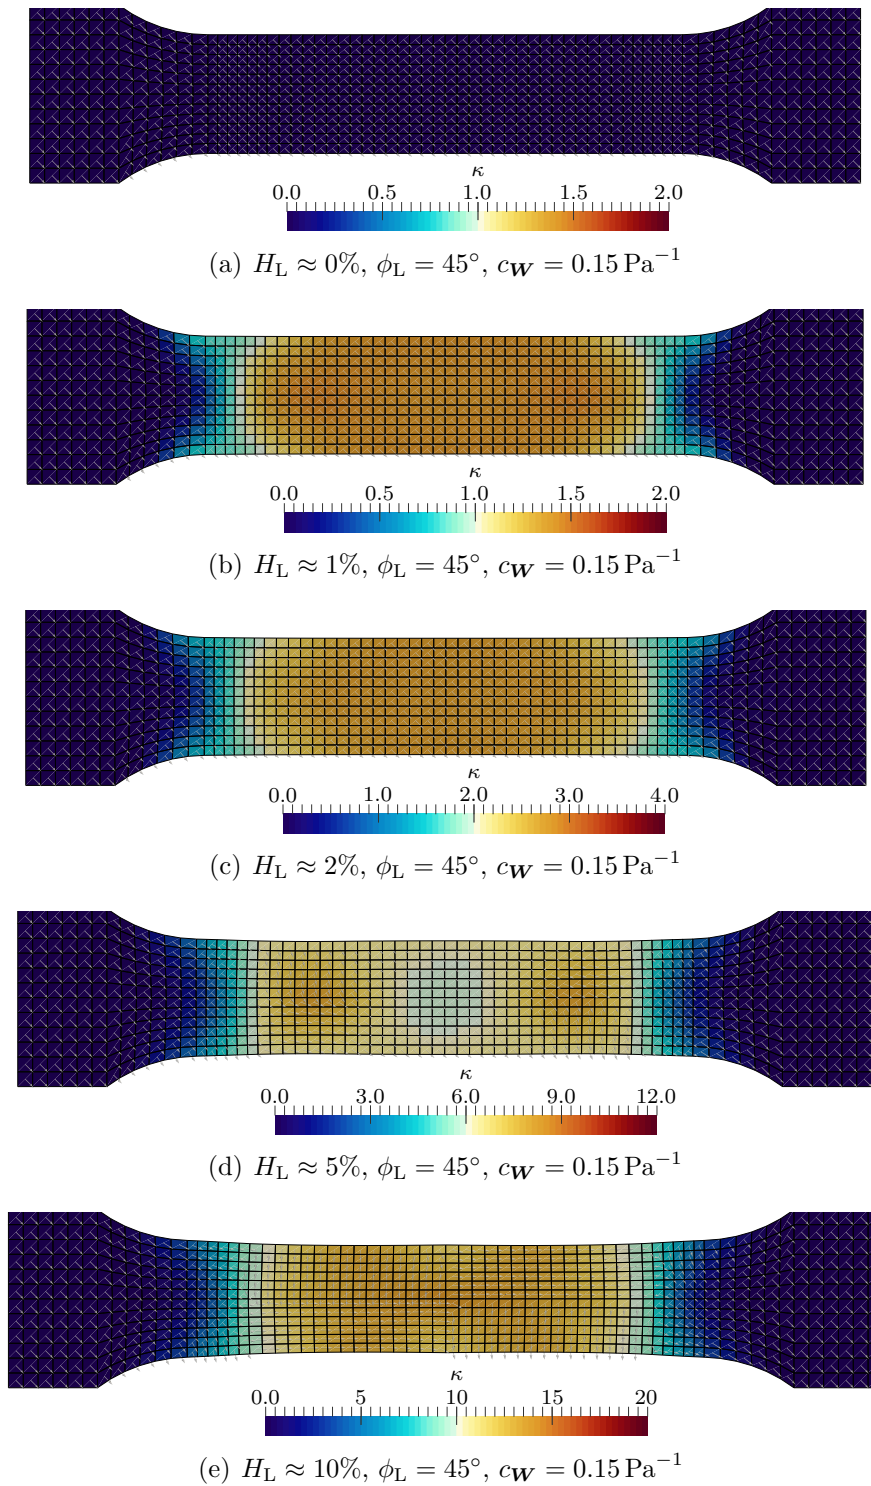 κ
0.0 0.5 1.0 1.5 2.0
(a) H_L ≈ 0%, ϕ_L = 45°, c_W = 0.15 Pa⁻¹
κ
0.0 0.5 1.0 1.5 2.0
(b) H_L ≈ 1%, ϕ_L = 45°, c_W = 0.15 Pa⁻¹
κ
0.0 1.0 2.0 3.0 4.0
(c) H_L ≈ 2%, ϕ_L = 45°, c_W = 0.15 Pa⁻¹
κ
0.0 3.0 6.0 9.0 12.0
(d) H_L ≈ 5%, ϕ_L = 45°, c_W = 0.15 Pa⁻¹
κ
0.0 5 10 15 20
(e) H_L ≈ 10%, ϕ_L = 45°, c_W = 0.15 Pa⁻¹